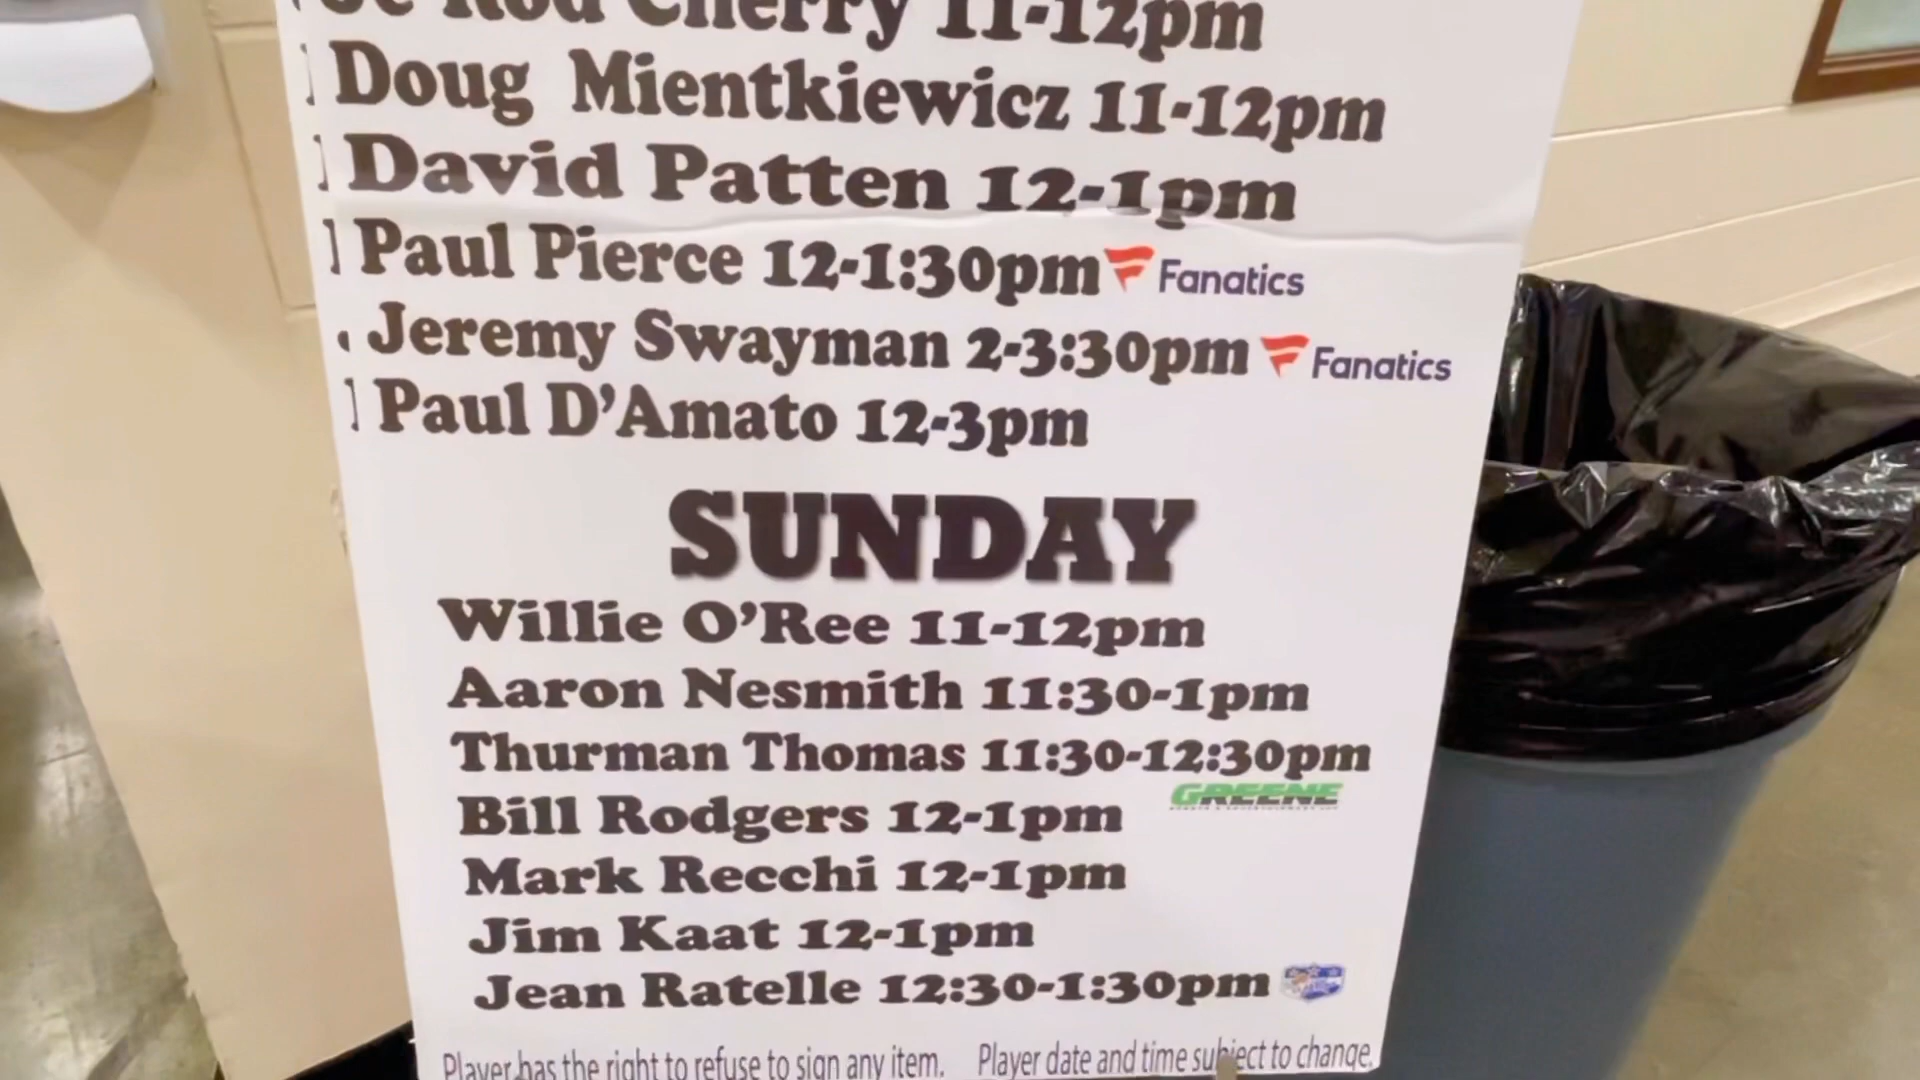 Rod Cherry 11-12pm
Doug Mientkiewicz 11-12pm
David Patten 12-1pm
Paul Pierce 12-1:30pm Fanatics
Jeremy Swayman 2-3:30pm Fanatics
Paul D'Amato 12-3pm
SUNDAY
Willie O'Ree 11-12pm
Aaron Nesmith 11:30-1pm
Thurman Thomas 11:30-12:30pm
GREENE
Bill Rodgers 12-1pm
Mark Recchi 12-1pm
Jim Kaat 12-1pm
Jean Ratelle 12:30-1:30pm
Player has the right to refuse to sign any item. Player date and time subject to change.